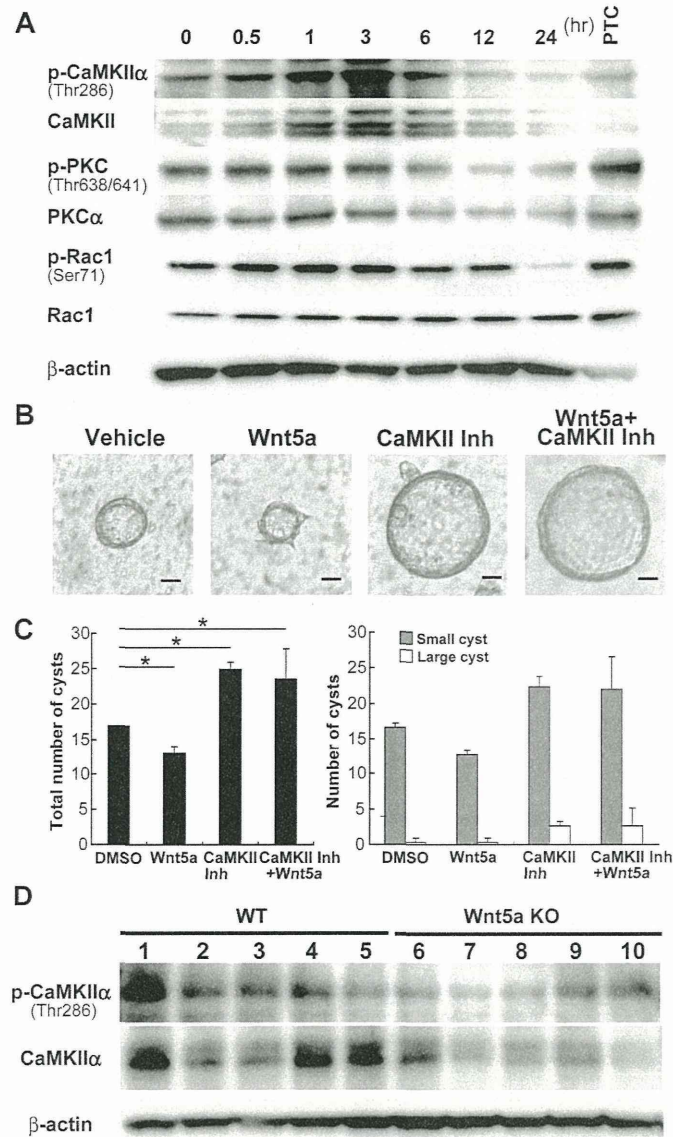 A
0 0.5 1 3 6 12 24 (hr) PTC
p-CaMKIIα
(Thr286)
CaMKII
p-PKC
(Thr638/641)
PKCα
p-Rac1
(Ser71)
Rac1
β-actin
B
Vehicle Wnt5a CaMKII Inh Wnt5a+
CaMKII Inh
C
Total number of cysts
30
25
20
15
10
5
0
* * *
DMSO Wnt5a CaMKII CaMKII Inh
Inh +Wnt5a
Number of cysts
30
25
20
15
10
5
0
Small cyst
Large cyst
DMSO Wnt5a CaMKII CaMKII Inh
Inh +Wnt5a
D
WT Wnt5a KO
1 2 3 4 5 6 7 8 9 10
p-CaMKIIα
(Thr286)
CaMKIIα
β-actin